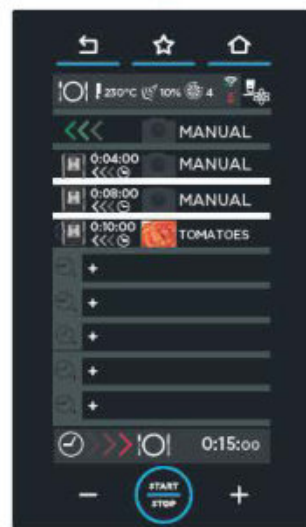 230°C 10% 4
MANUAL
0:04:00 MANUAL
0:08:00 MANUAL
0:10:00 TOMATOES
+
+
+
+
+
0:15:00
- START +
STOP